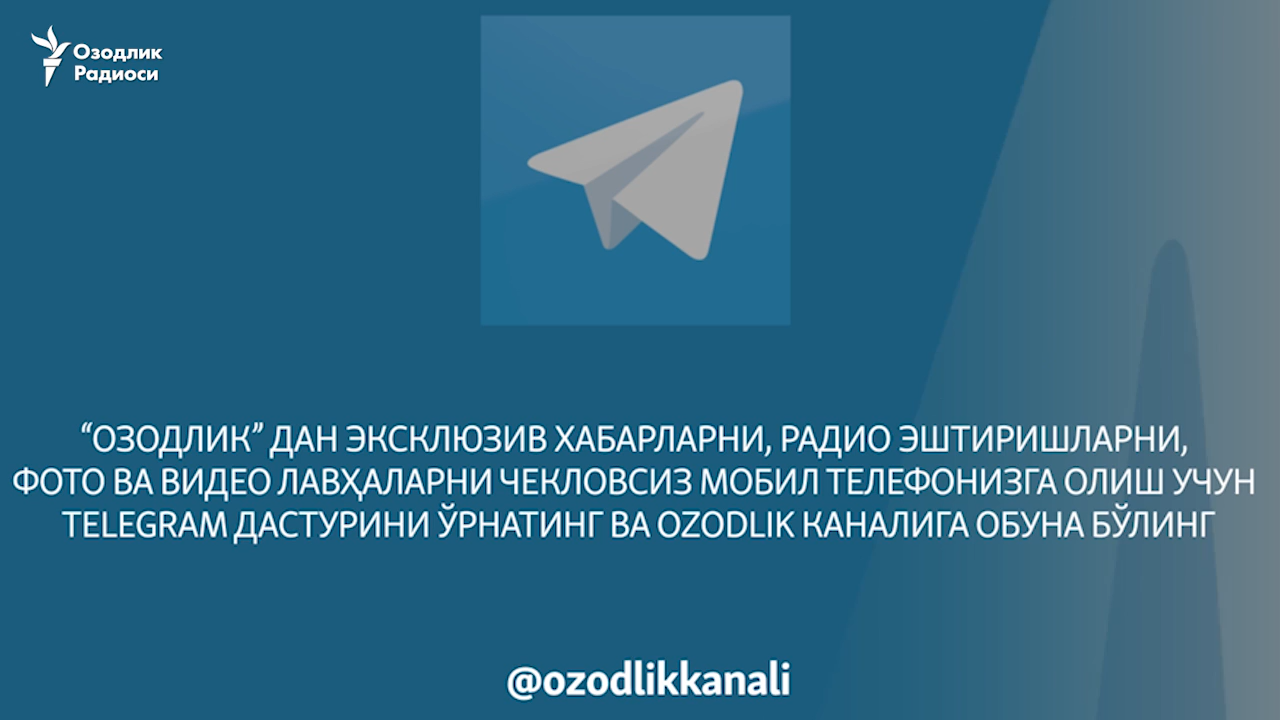 Озодлик
Радиоси
“ОЗОДЛИК” ДАН ЭКСКЛЮЗИВ ХАБАРЛАРНИ, РАДИО ЭШТИРИШЛАРНИ,
ФОТО ВА ВИДЕО ЛАВҲАЛАРНИ ЧЕКЛОВСИЗ МОБИЛ ТЕЛЕФОНИЗГА ОЛИШ УЧУН
TELEGRAM ДАСТУРИНИ ЎРНАТИНГ ВА OZODLIK КАНАЛИГА ОБУНА БЎЛИНГ
@ozodlikkanali